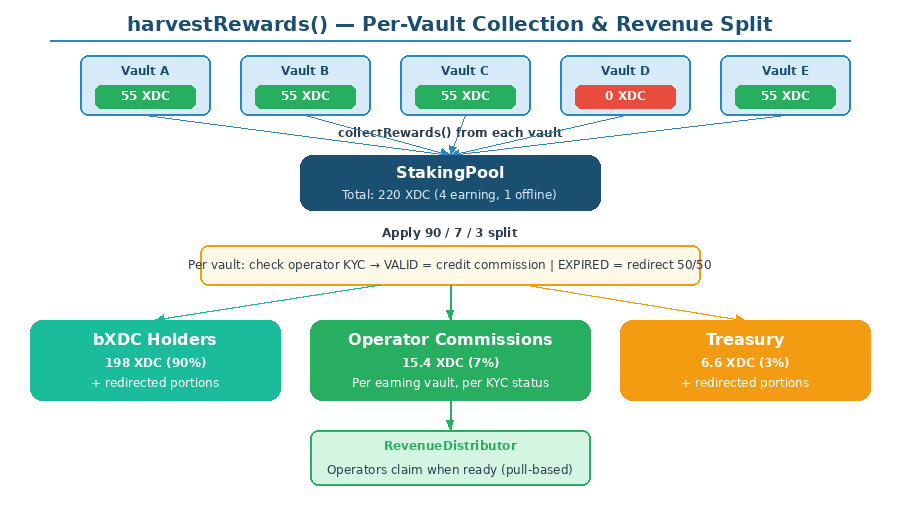 harvestRewards() — Per-Vault Collection & Revenue Split
Vault A
55 XDC
Vault B
55 XDC
Vault C
55 XDC
Vault D
0 XDC
Vault E
55 XDC
collectRewards() from each vault
StakingPool
Total: 220 XDC (4 earning, 1 offline)
Apply 90 / 7 / 3 split
Per vault: check operator KYC → VALID = credit commission | EXPIRED = redirect 50/50
bXDC Holders
198 XDC (90%)
+ redirected portions
Operator Commissions
15.4 XDC (7%)
Per earning vault, per KYC status
Treasury
6.6 XDC (3%)
+ redirected portions
RevenueDistributor
Operators claim when ready (pull-based)